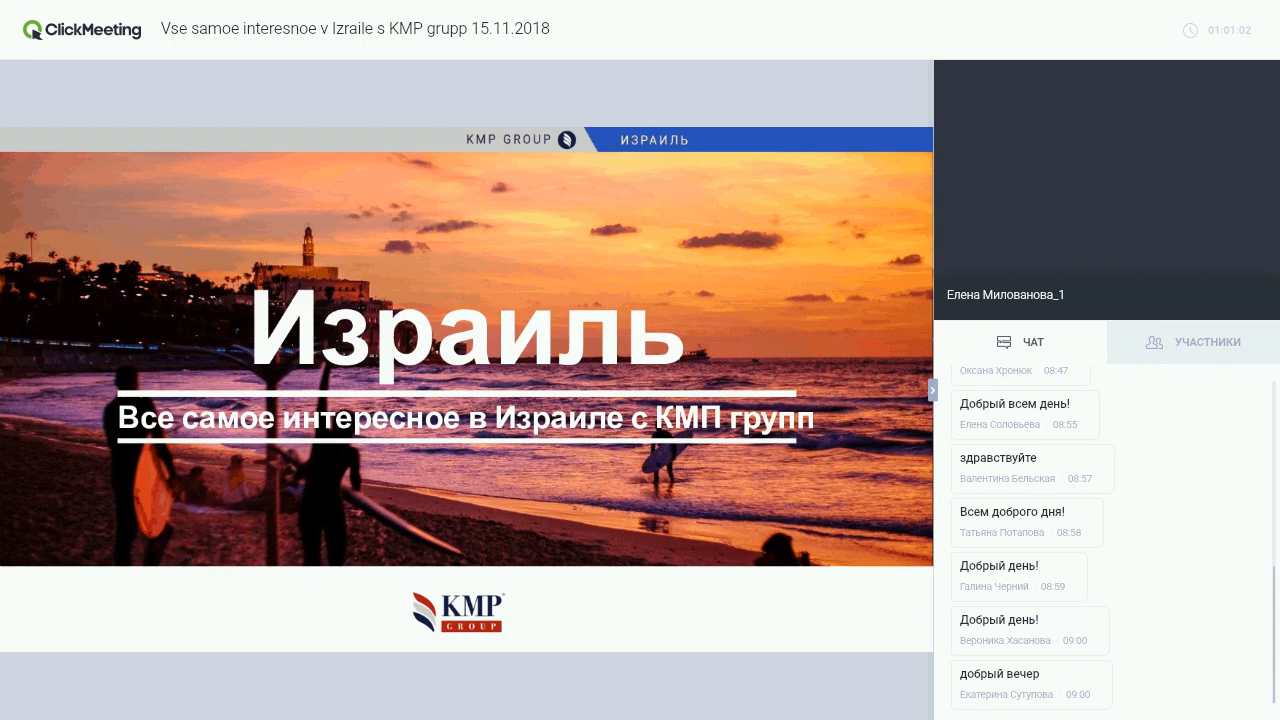 ClickMeeting
Vse samoe interesnoe v Izraile s KMP grupp 15.11.2018
01:01:02
KMP GROUP
ИЗРАИЛЬ
Израиль
Все самое интересное в Израиле с КМП групп
KMP
GROUP
Елена Милованова_1
ЧАТ
УЧАСТНИКИ
Оксана Хронюк 08:47
Добрый всем день!
Елена Соловьева 08:55
здравствуйте
Валентина Бельская 08:57
Всем доброго дня!
Татьяна Потапова 08:58
Добрый день!
Галина Черний 08:59
Добрый день!
Вероника Хасанова 09:00
добрый вечер
Екатерина Сутупова 09:00